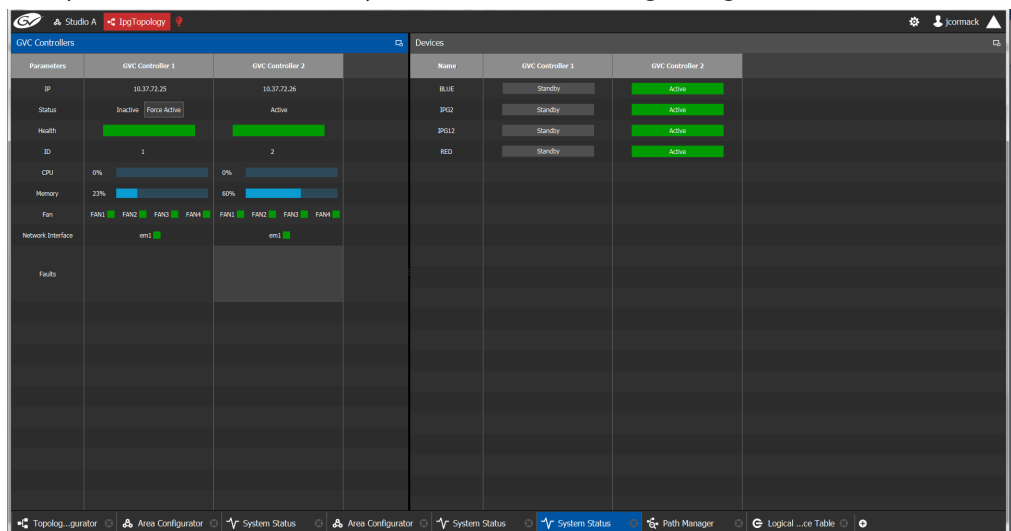 GV Studio A IpgTopology jcormack
GVC Controllers
Parameters GVC Controller 1 GVC Controller 2
IP 10.37.72.25 10.37.72.26
Status Inactive Force Active Active
Health
ID 1 2
CPU 0% 0%
Memory 23% 60%
Fan FAN1 FAN2 FAN3 FAN4 FAN1 FAN2 FAN3 FAN4
Network Interface em1 em1
Faults
Devices
Name GVC Controller 1 GVC Controller 2
BLUE Standby Active
IPG2 Standby Active
IPG12 Standby Active
RED Standby Active
Topolog...gurator Area Configurator System Status Area Configurator System Status System Status Path Manager Logical ...ce Table